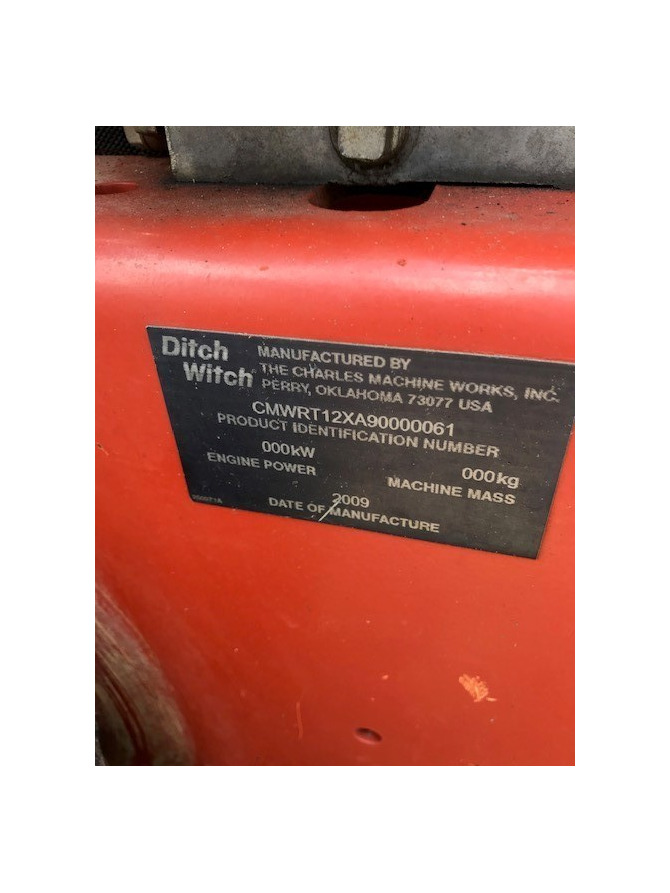 Ditch Witch
MANUFACTURED BY
THE CHARLES MACHINE WORKS, INC.
PERRY, OKLAHOMA 73077 USA
CMWRT12XA90000061
PRODUCT IDENTIFICATION NUMBER
000kW
ENGINE POWER
000kg
MACHINE MASS
2009
DATE OF MANUFACTURE